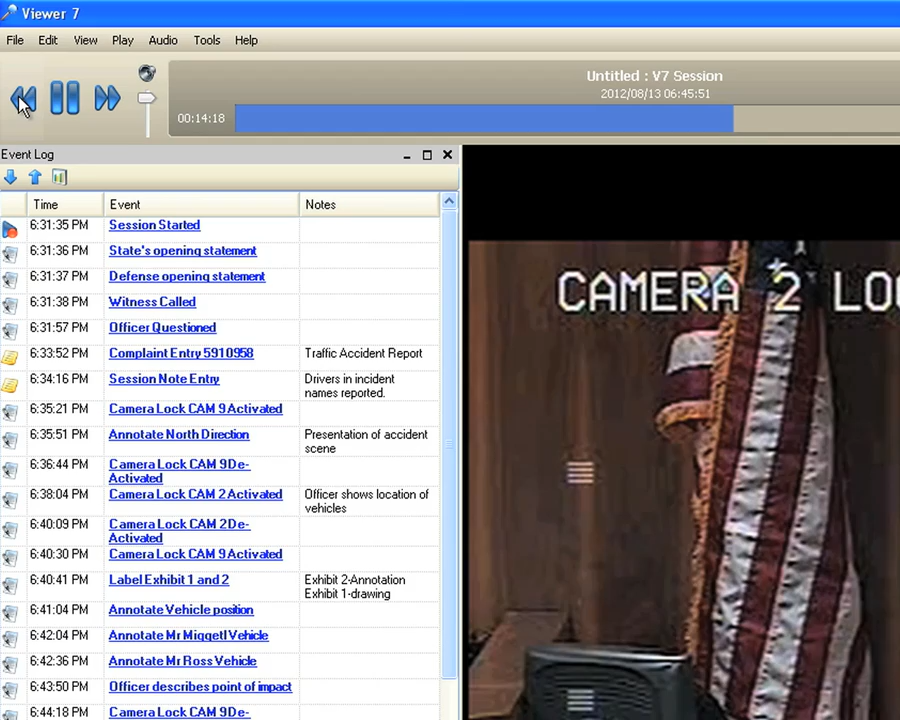 Viewer 7
File Edit View Play Audio Tools Help
Untitled : V7 Session
2012/08/13 06:45:51
00:14:18
Event Log
Time Event Notes
6:31:35 PM Session Started
6:31:36 PM State's opening statement
6:31:37 PM Defense opening statement
6:31:38 PM Witness Called
6:31:57 PM Officer Questioned
6:33:52 PM Complaint Entry 5910958 Traffic Accident Report
6:34:16 PM Session Note Entry Drivers in incident
names reported.
6:35:21 PM Camera Lock CAM 9 Activated
6:35:51 PM Annotate North Direction Presentation of accident
scene
6:36:44 PM Camera Lock CAM 9 De-
Activated
6:38:04 PM Camera Lock CAM 2 Activated Officer shows location of
vehicles
6:40:09 PM Camera Lock CAM 2 De-
Activated
6:40:30 PM Camera Lock CAM 9 Activated
6:40:41 PM Label Exhibit 1 and 2 Exhibit 2-Annotation
Exhibit 1-drawing
6:41:04 PM Annotate Vehicle position
6:42:04 PM Annotate Mr Miggetl Vehicle
6:42:36 PM Annotate Mr Ross Vehicle
6:43:50 PM Officer describes point of impact
6:44:18 PM Camera Lock CAM 9 De-
CAMERA 2 LO